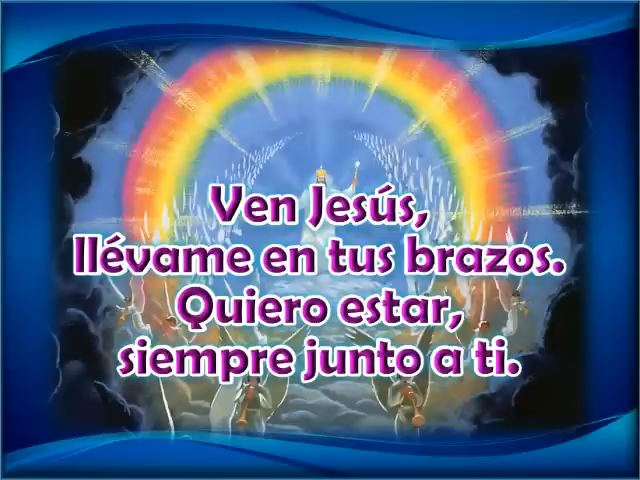 Ven Jesús,
llévame en tus brazos.
Quiero estar,
siempre junto a ti.